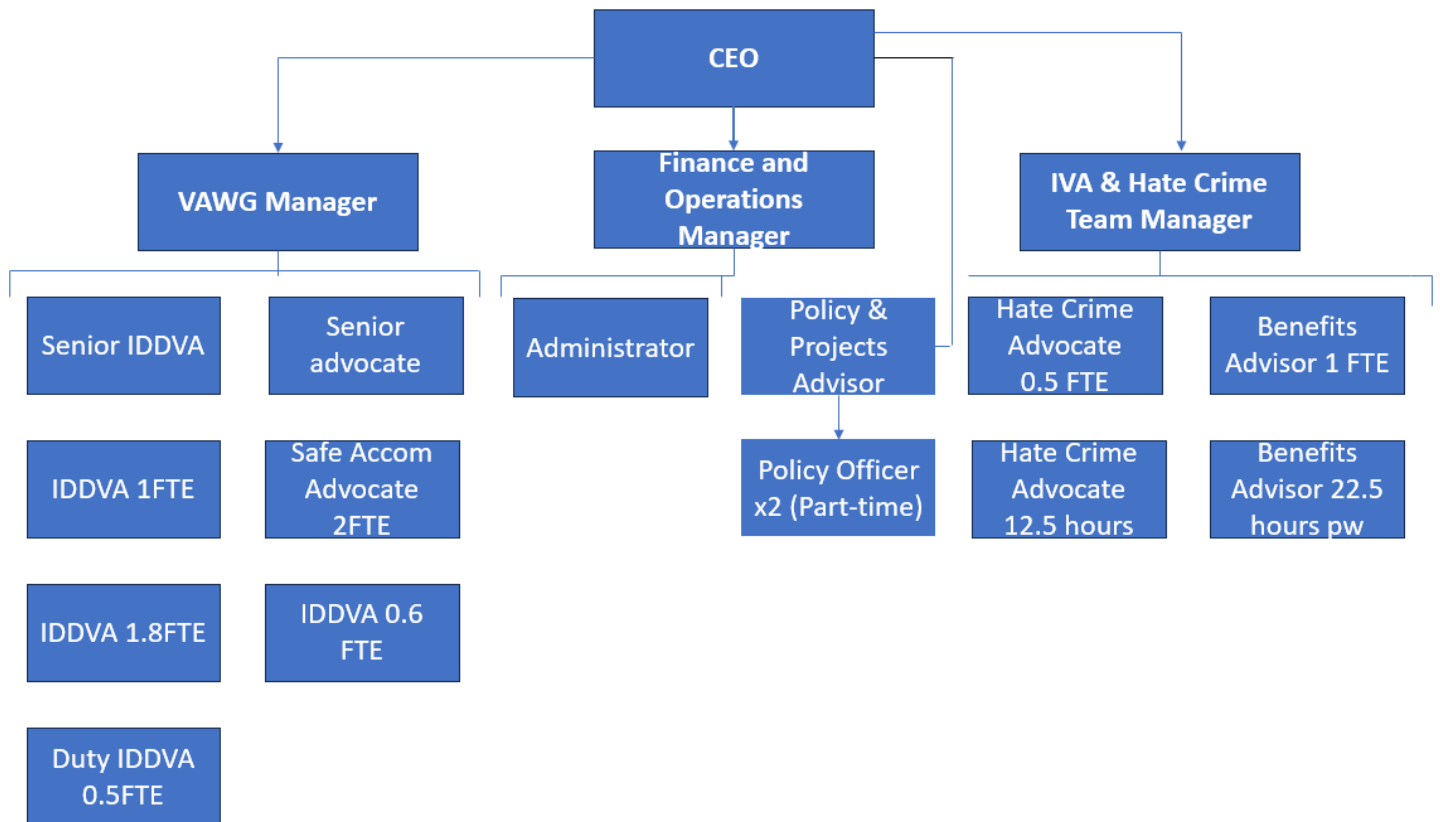 CEO
VAWG Manager
Finance and
Operations
Manager
IVA & Hate Crime
Team Manager
Senior IDDVA
Senior
advocate
Administrator
Policy &
Projects
Advisor
Hate Crime
Advocate
0.5 FTE
Benefits
Advisor 1 FTE
IDDVA 1FTE
Safe Accom
Advocate
2FTE
Policy Officer
x2 (Part-time)
Hate Crime
Advocate
12.5 hours
Benefits
Advisor 22.5
hours pw
IDDVA 1.8FTE
IDDVA 0.6
FTE
Duty IDDVA
0.5FTE